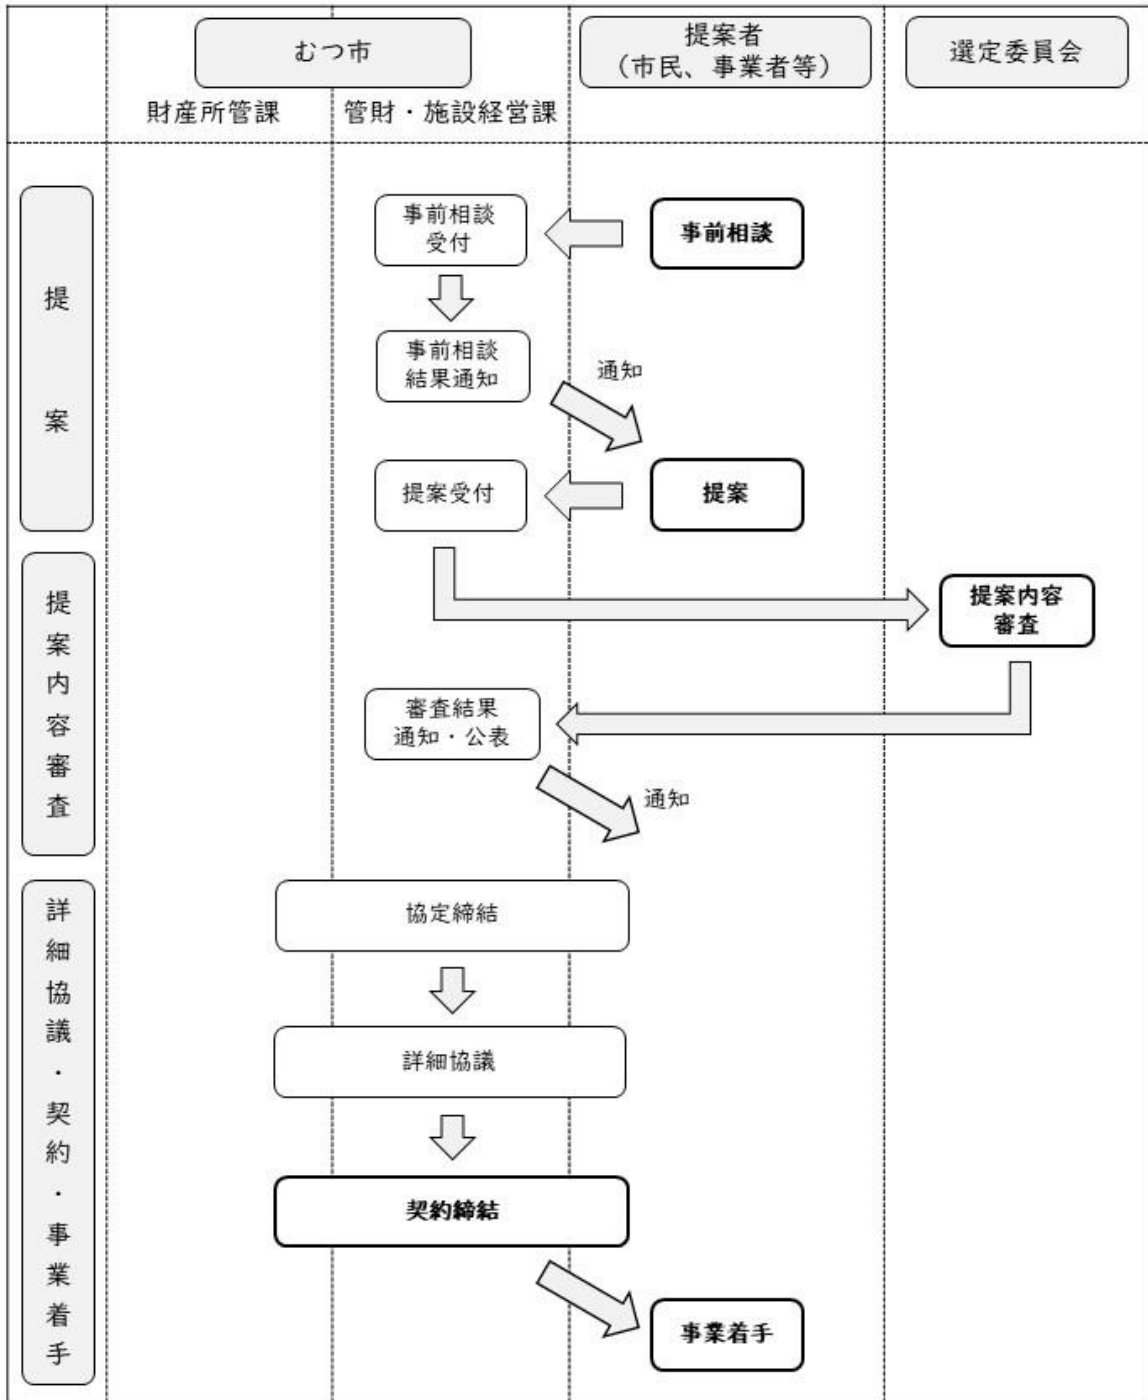 むつ市
提案者
（市民、事業者等）
選定委員会
財産所管課
管財・施設経営課
提案
事前相談
受付
事前相談
事前相談
結果通知
通知
提案受付
提案
提案内容審査
提案内容
審査
審査結果
通知・公表
通知
詳細協議・契約・事業着手
協定締結
詳細協議
契約締結
事業着手